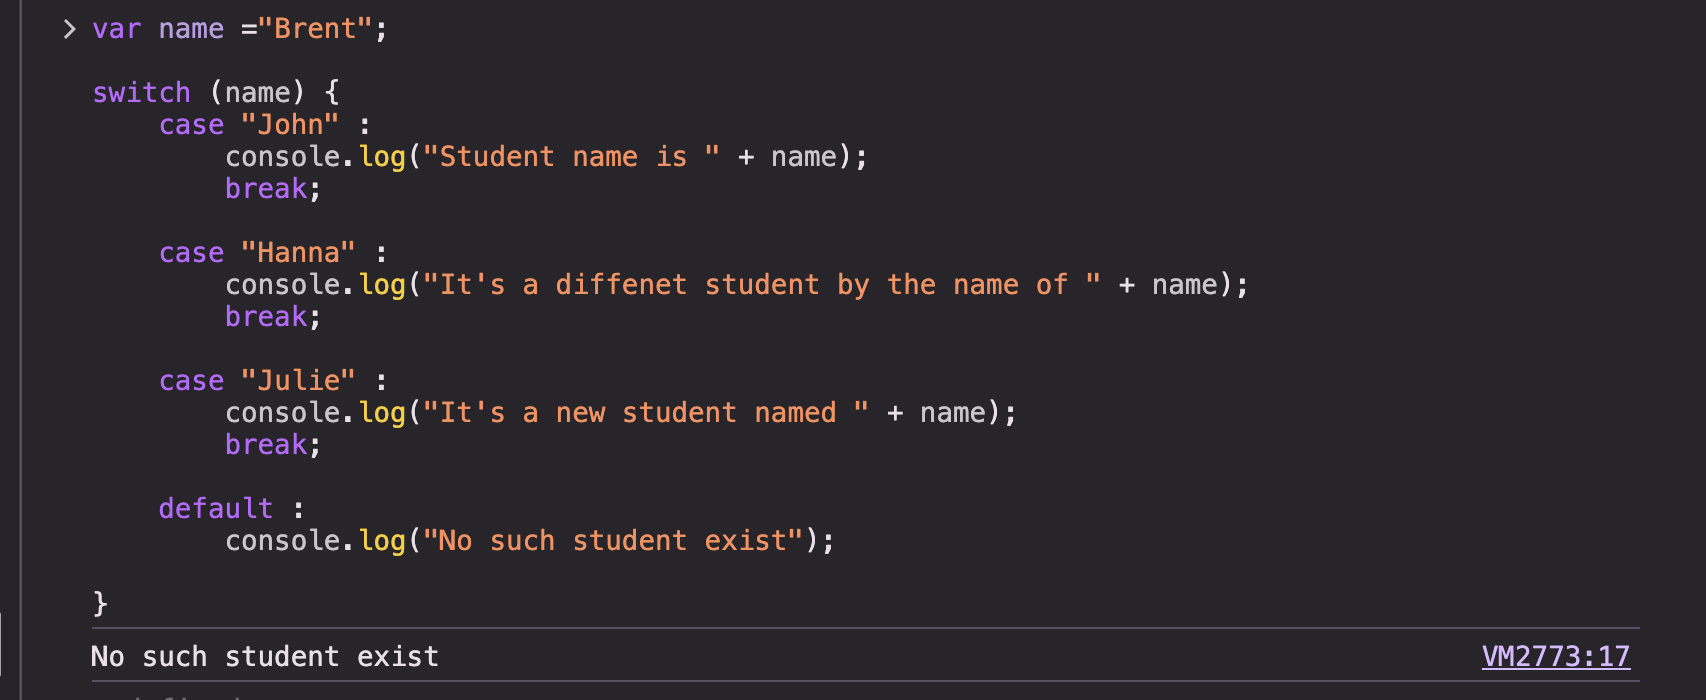 > var name ="Brent";
switch (name) {
case "John" :
console.log("Student name is " + name);
break;
case "Hanna" :
console.log("It's a diffenet student by the name of " + name);
break;
case "Julie" :
console.log("It's a new student named " + name);
break;
default :
console.log("No such student exist");
}
No such student exist VM2773:17